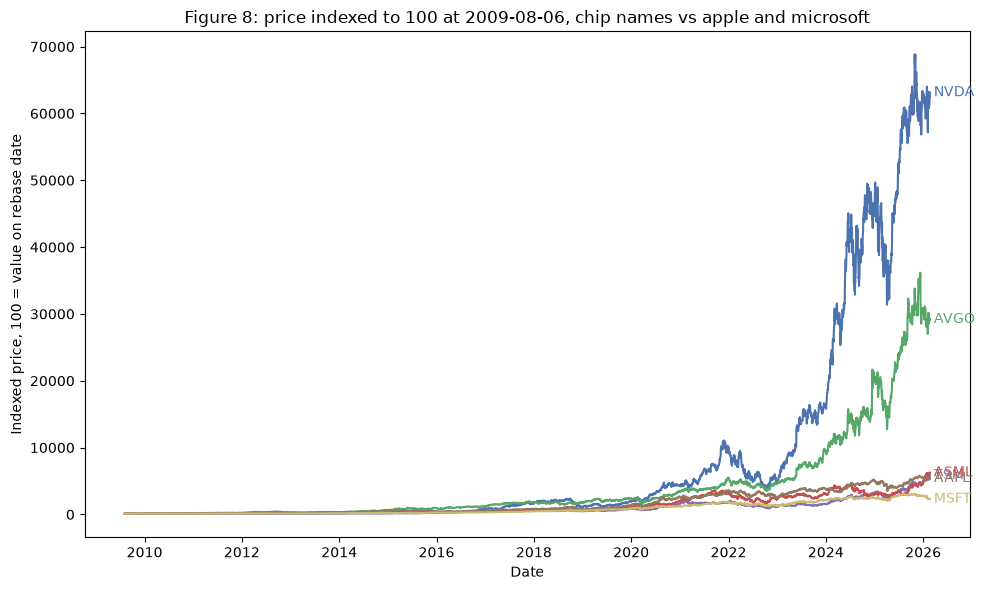 Figure 8: price indexed to 100 at 2009-08-06, chip names vs apple and microsoft
Indexed price, 100 = value on rebase date
70000
60000
50000
40000
30000
20000
10000
0
NVDA
AVGO
ASML
AAPL
MSFT
2010
2012
2014
2016
2018
2020
2022
2024
2026
Date